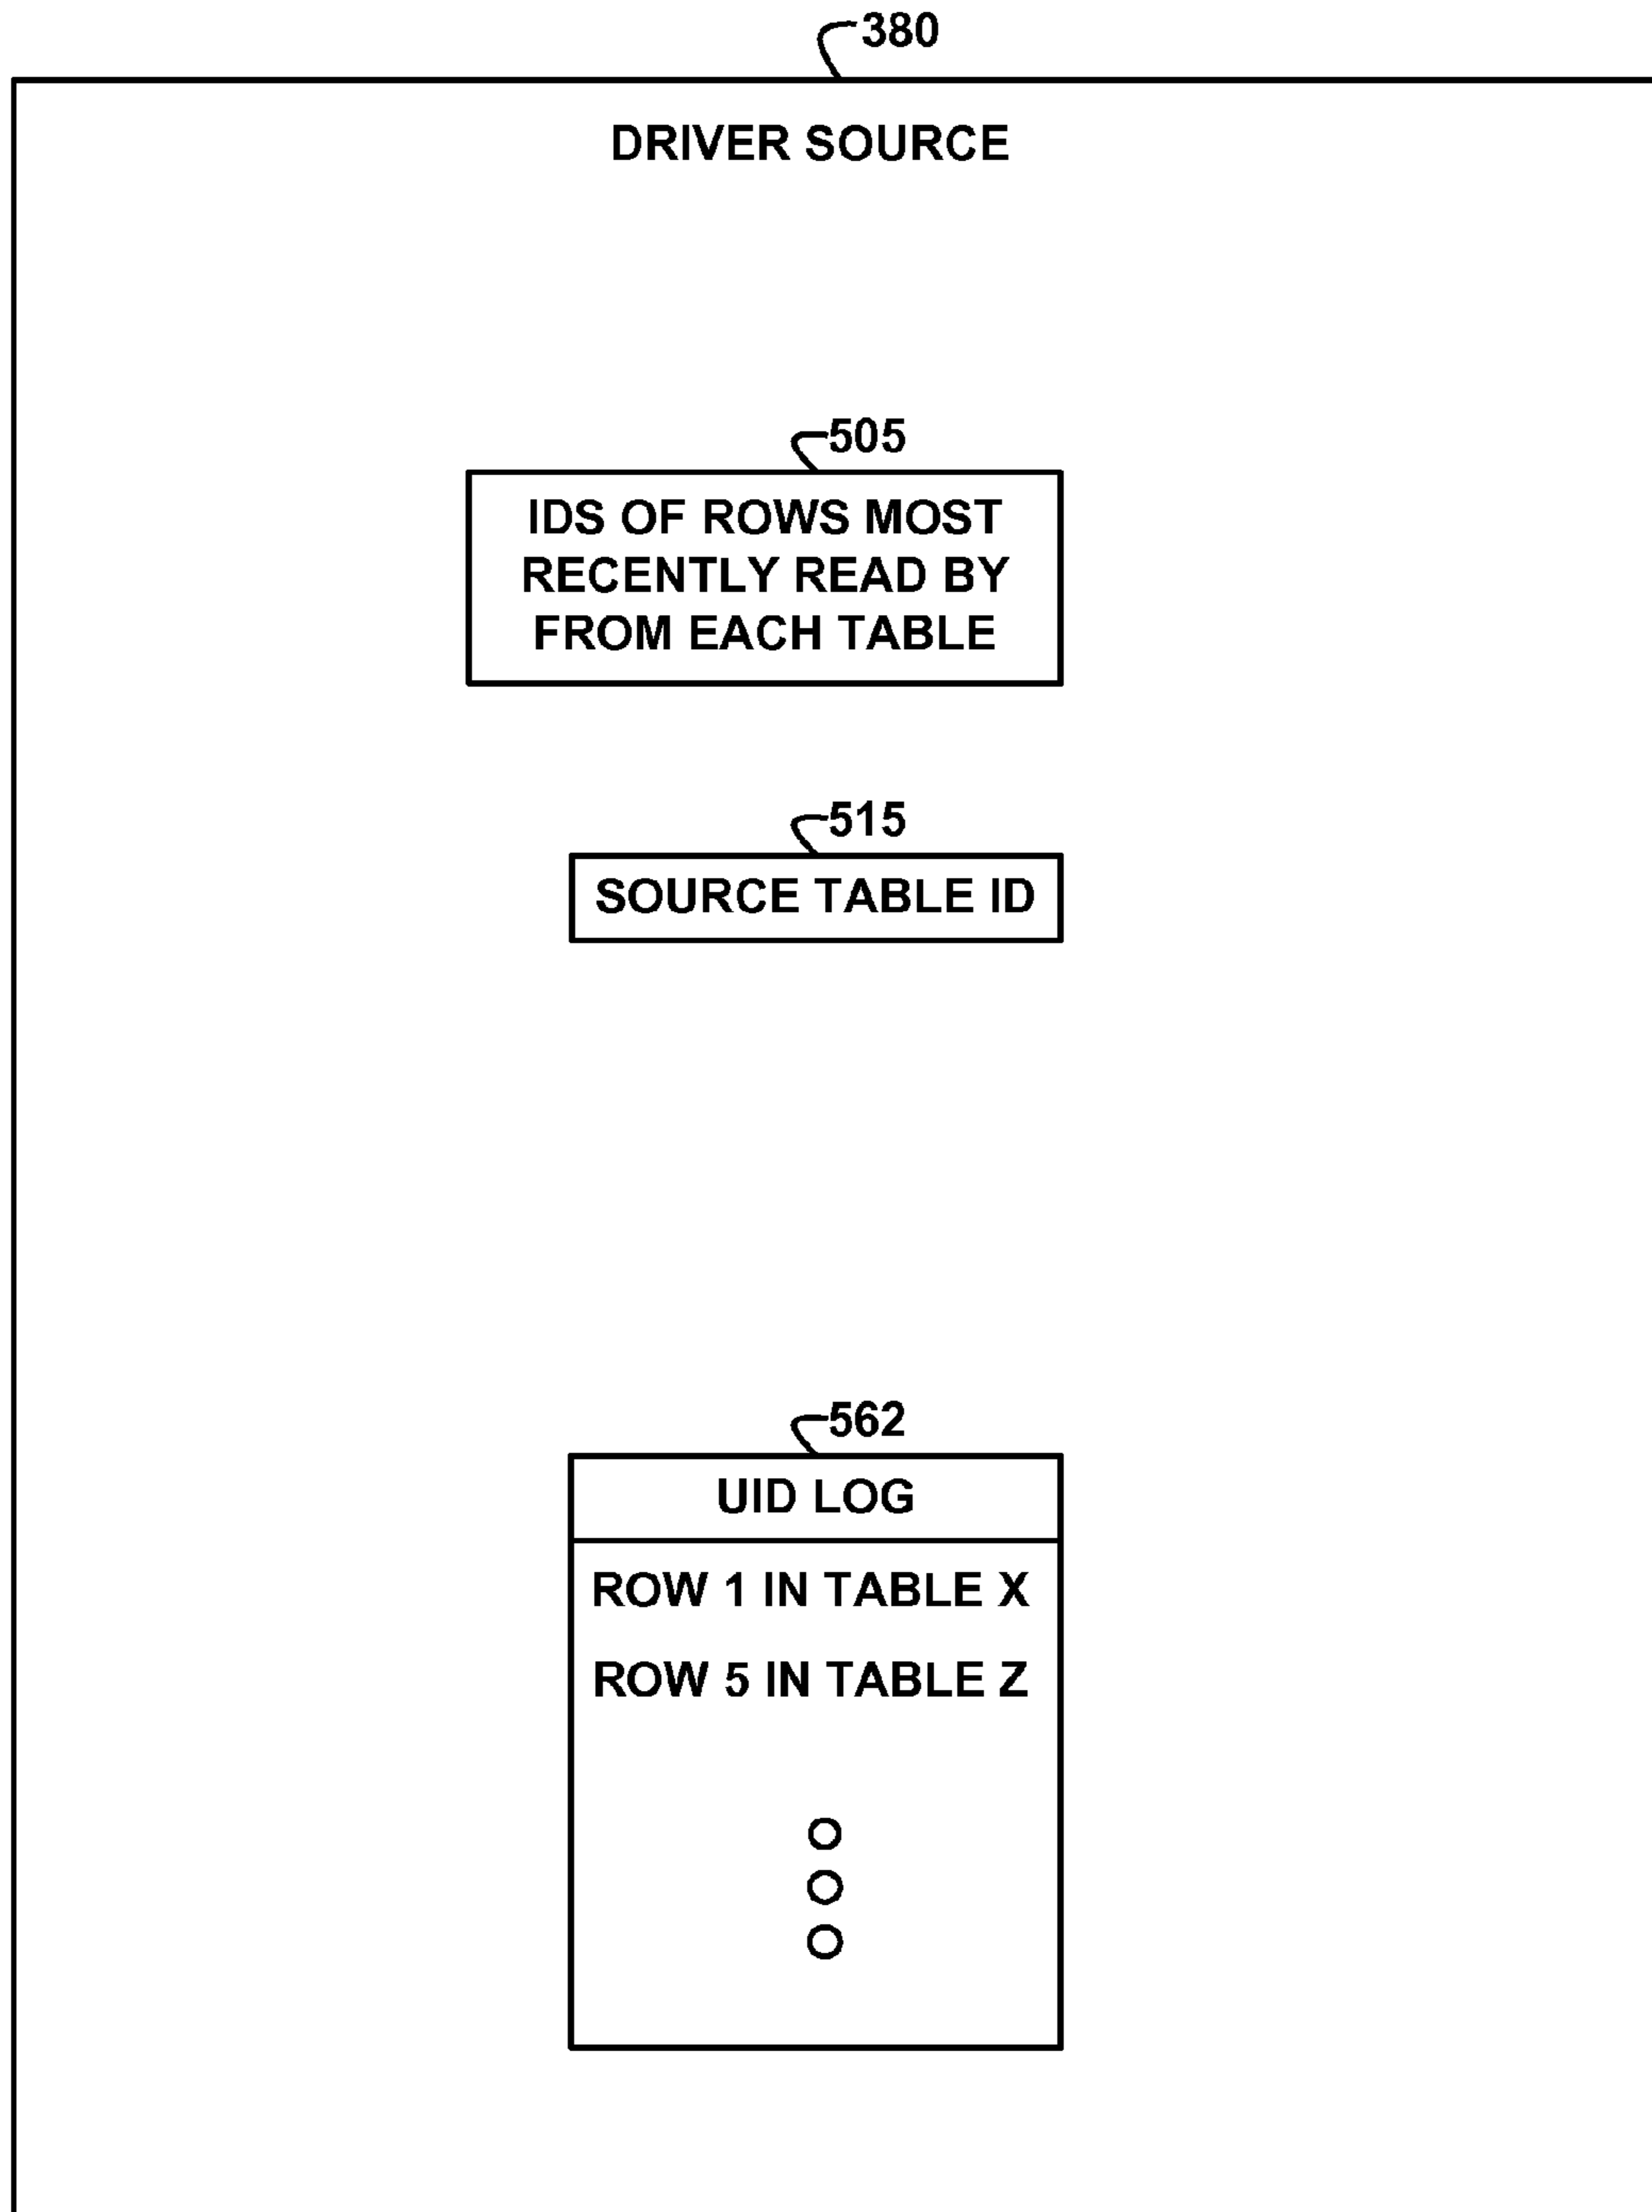 380
DRIVER SOURCE
505
IDS OF ROWS MOST
RECENTLY READ BY
FROM EACH TABLE
515
SOURCE TABLE ID
562
UID LOG
ROW 1 IN TABLE X
ROW 5 IN TABLE Z